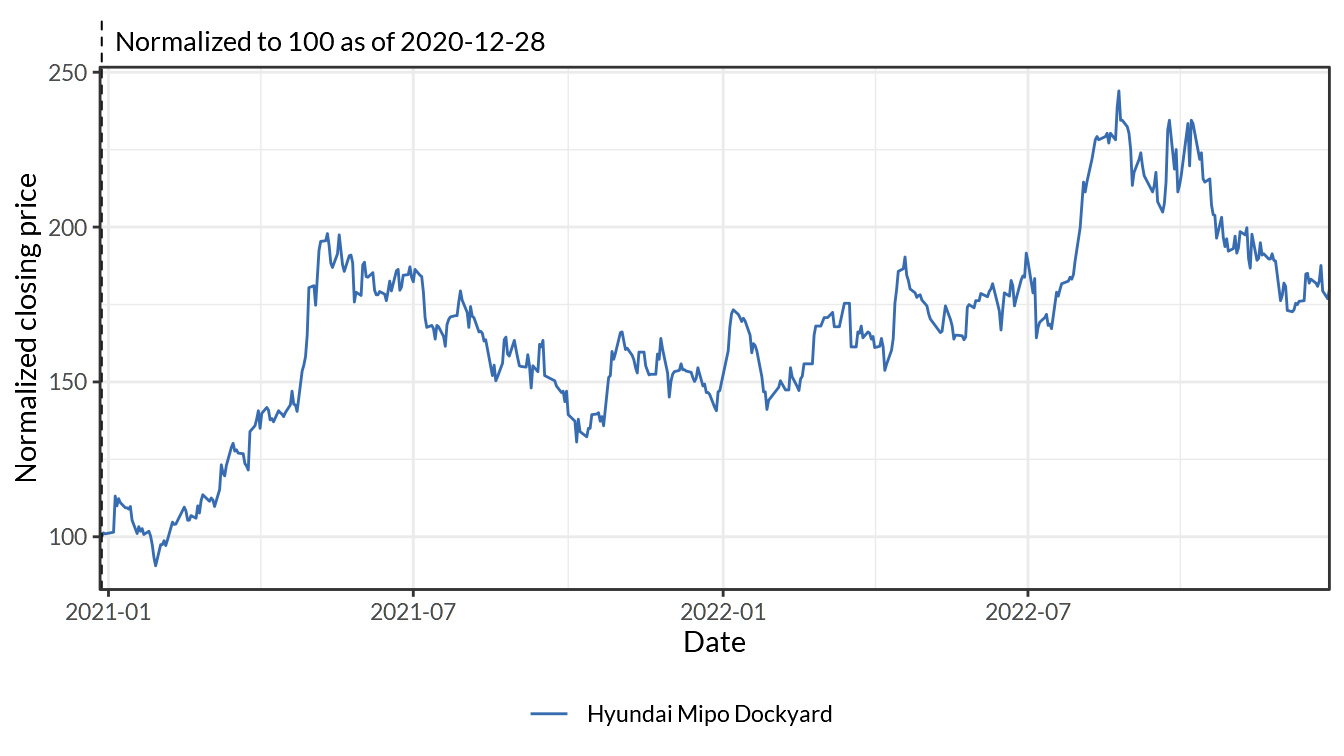 Normalized to 100 as of 2020-12-28
Normalized closing price
250
200
150
100
2021-01
2021-07
2022-01
2022-07
Date
Hyundai Mipo Dockyard